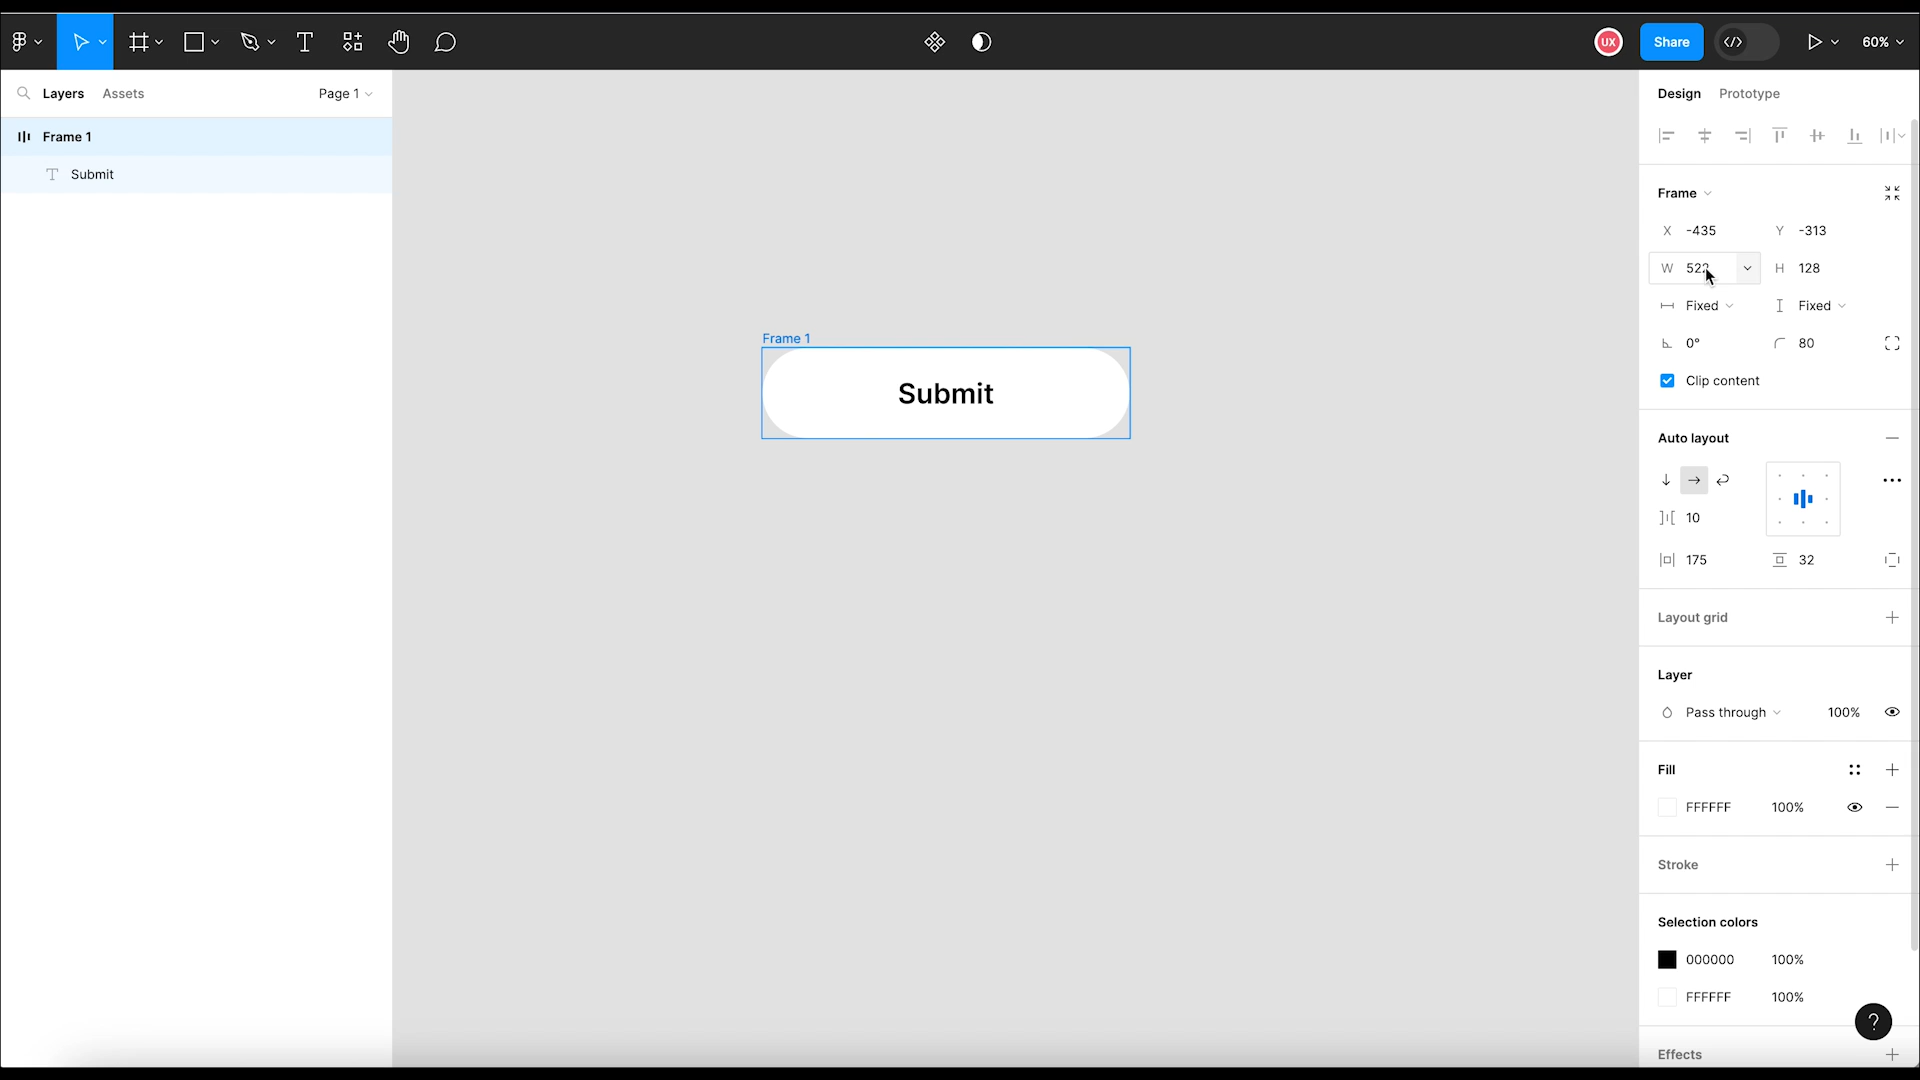 UX
Share
60%
Layers Assets Page 1
Frame 1
Submit
Frame 1
Submit
Design Prototype
Frame
X -435 Y -313
W 522 H 128
Fixed Fixed
0° 80
Clip content
Auto layout
10
175 32
Layout grid
Layer
Pass through 100%
Fill
FFFFFF 100%
Stroke
Selection colors
000000 100%
FFFFFF 100%
?
Effects